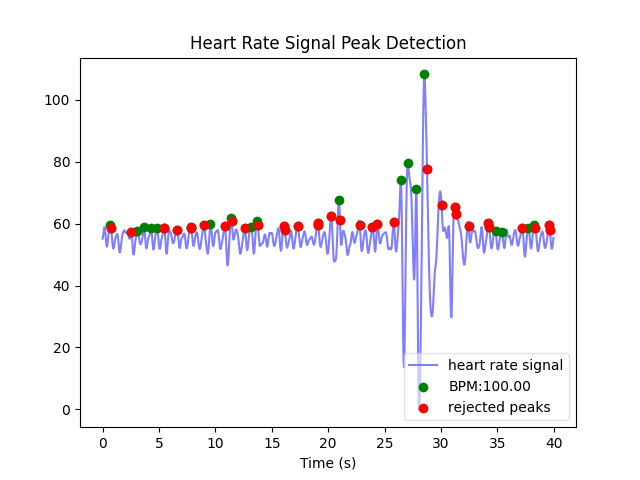 Heart Rate Signal Peak Detection
100
80
60
40
20
0
heart rate signal
BPM:100.00
rejected peaks
0 5 10 15 20 25 30 35 40
Time (s)